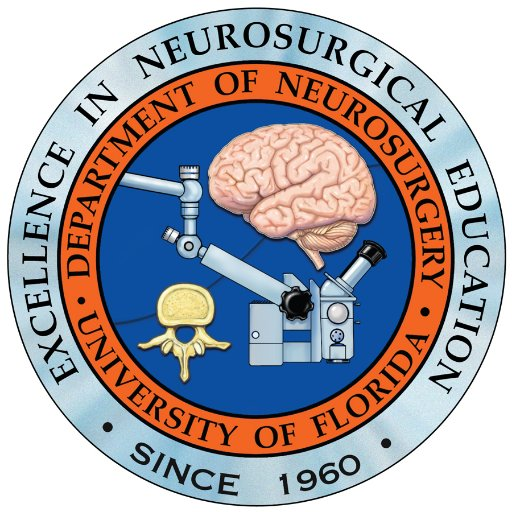 EXCELLENCE IN NEUROSURGICAL EDUCATION
• SINCE 1960 •
DEPARTMENT OF NEUROSURGERY
• UNIVERSITY OF FLORIDA •